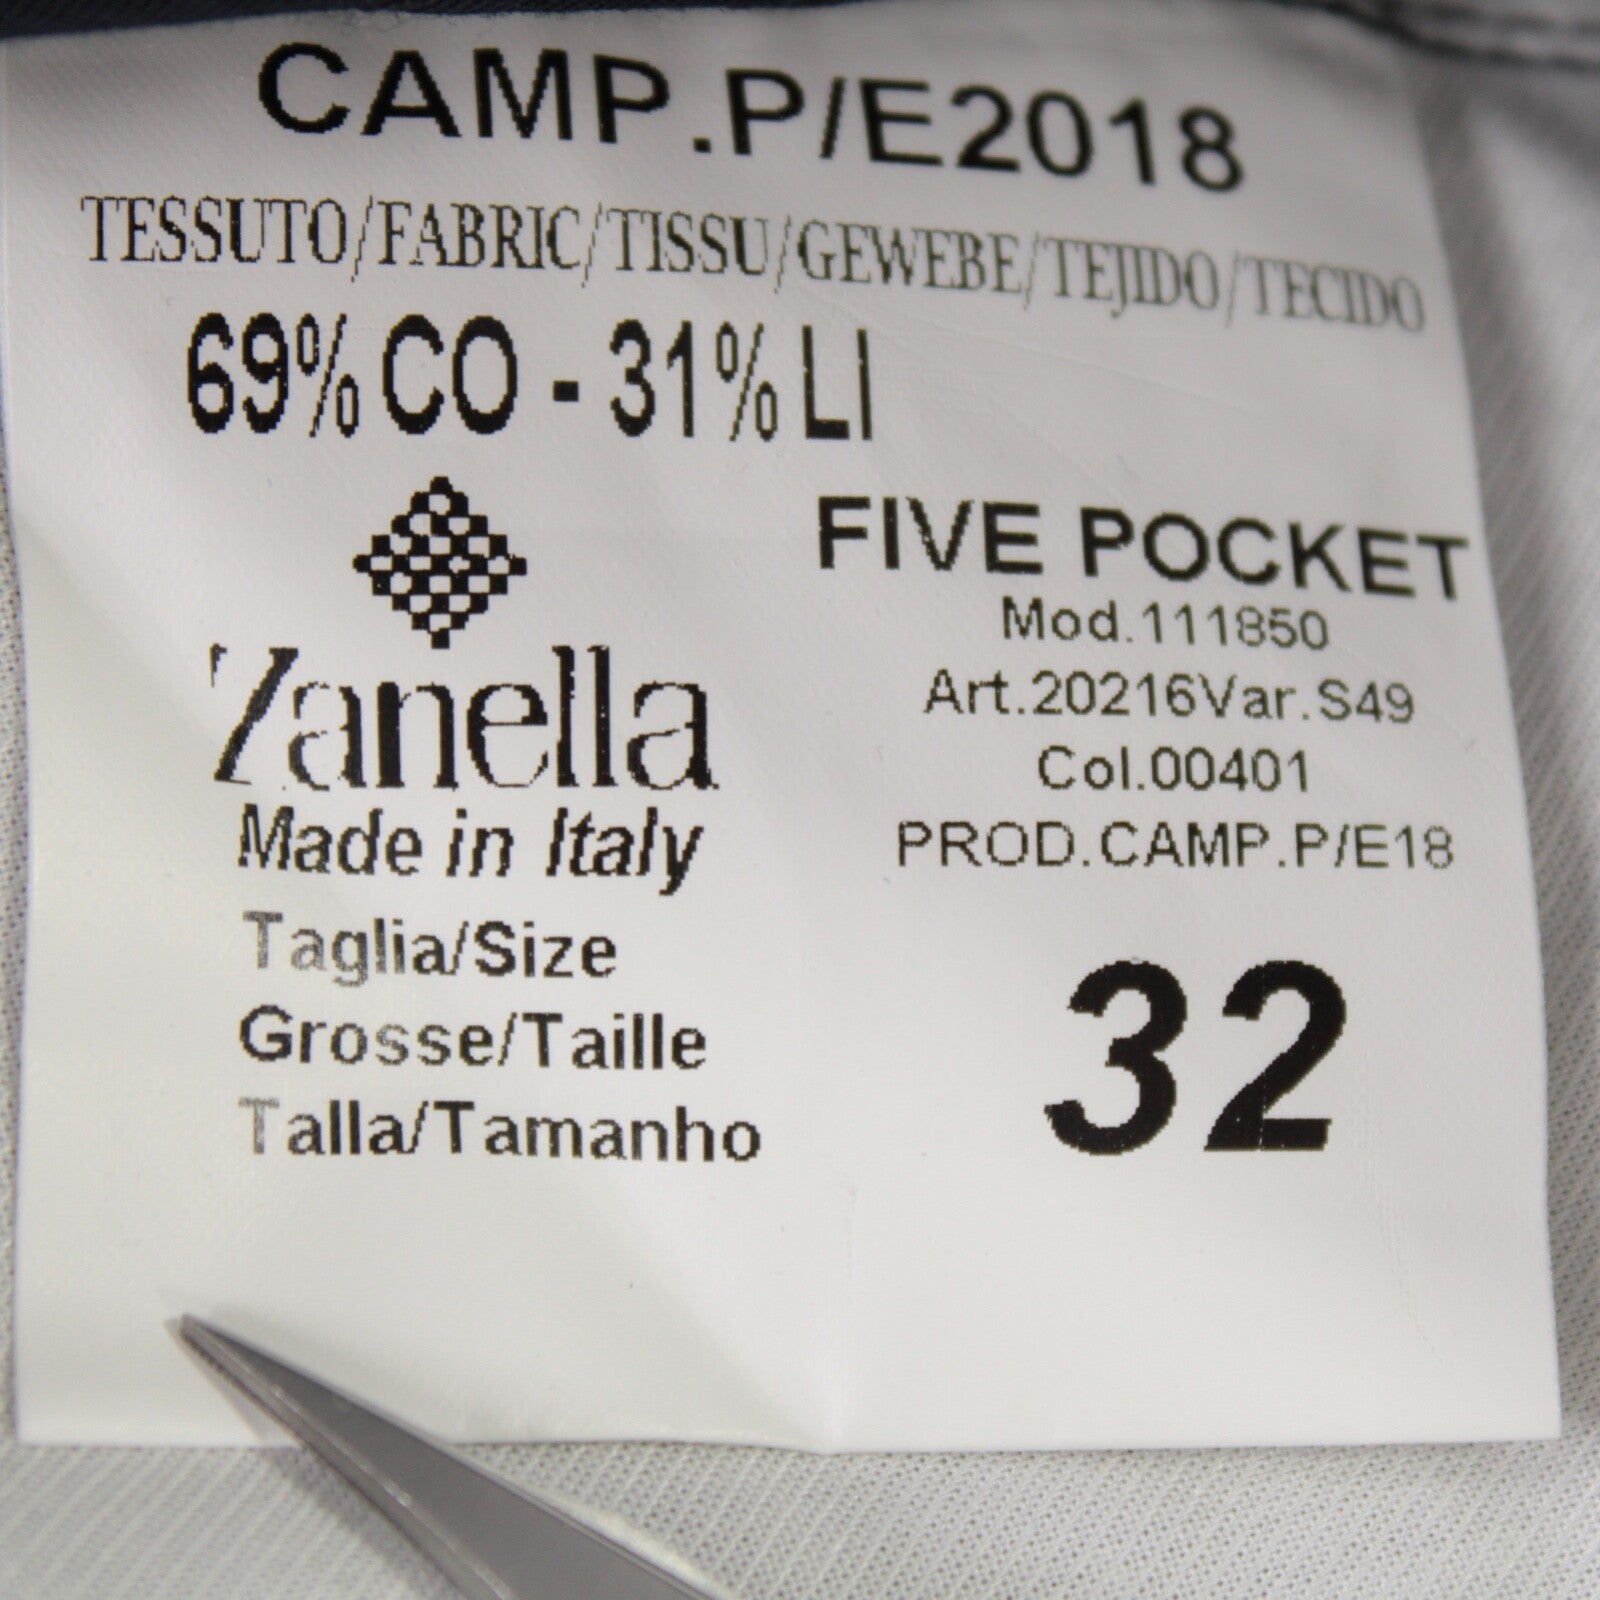 CAMP.P/E2018
TESSUTO/FABRIC/TISSU/GEWEBE/TEJIDO/TECIDO
69% CO - 31% LI
Zanella
Made in Italy
FIVE POCKET
Mod.111850
Art.20216Var.S49
Col.00401
PROD.CAMP.P/E18
Taglia/Size
Grosse/Taille
Talla/Tamanho
32